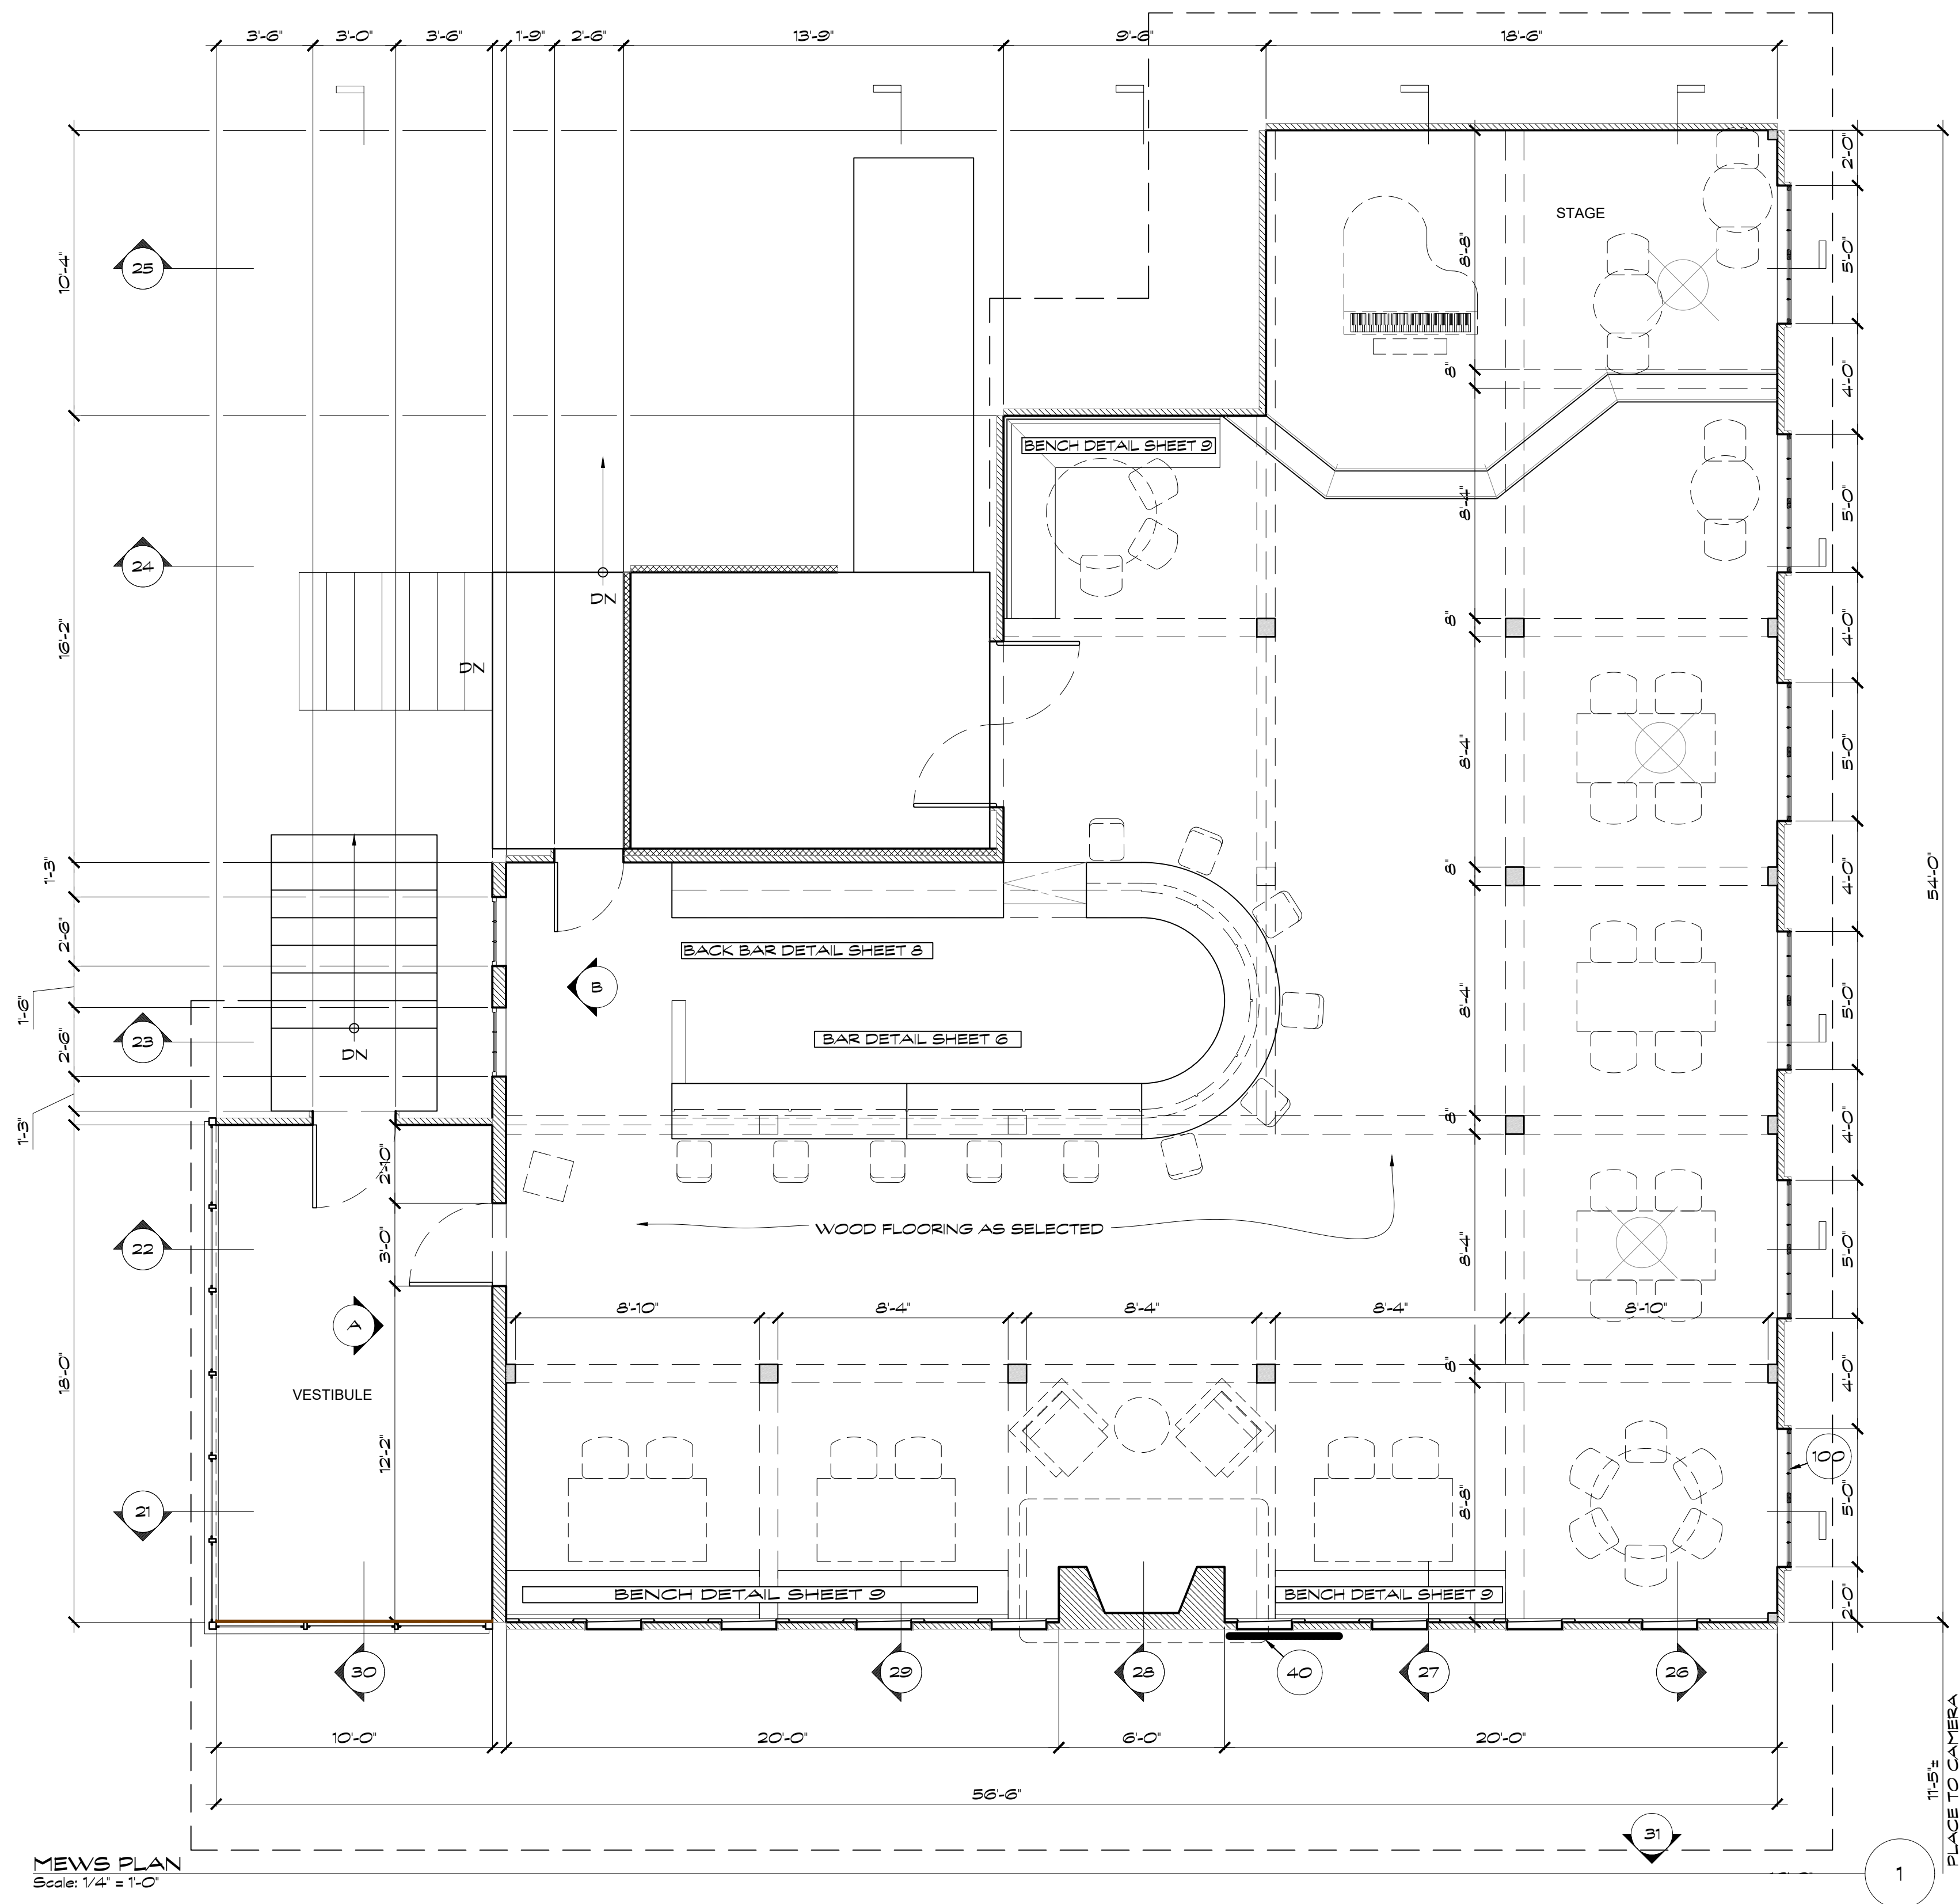 3'-6" 3'-0" 3'-6" 1'-9" 2'-6" 13'-9" 9'-6" 18'-6"
10'-4"
16'-2"
1'-3"
2'-6"
1'-6"
2'-6"
1'-3"
18'-0"
25
24
23
22
21
STAGE
8'-8"
8"
8'-4"
8"
8'-4"
8"
8'-4"
8"
8'-4"
8"
8'-8"
2'-0"
5'-0"
4'-0"
5'-0"
4'-0"
5'-0"
4'-0"
5'-0"
4'-0"
5'-0"
4'-0"
5'-0"
2'-0"
54'-0"
BENCH DETAIL SHEET 9
DN
DN
DN
BACK BAR DETAIL SHEET 8
B
BAR DETAIL SHEET 6
2'-10"
3'-0"
12'-2"
WOOD FLOORING AS SELECTED
A
VESTIBULE
8'-10" 8'-4" 8'-4" 8'-4" 8'-10"
100
BENCH DETAIL SHEET 9
BENCH DETAIL SHEET 9
30 29 28 40 27 26
10'-0" 20'-0" 6'-0" 20'-0"
56'-6"
11'-5"±
PLACE TO CAMERA
31
MEWS PLAN
Scale: 1/4" = 1'-0"
1